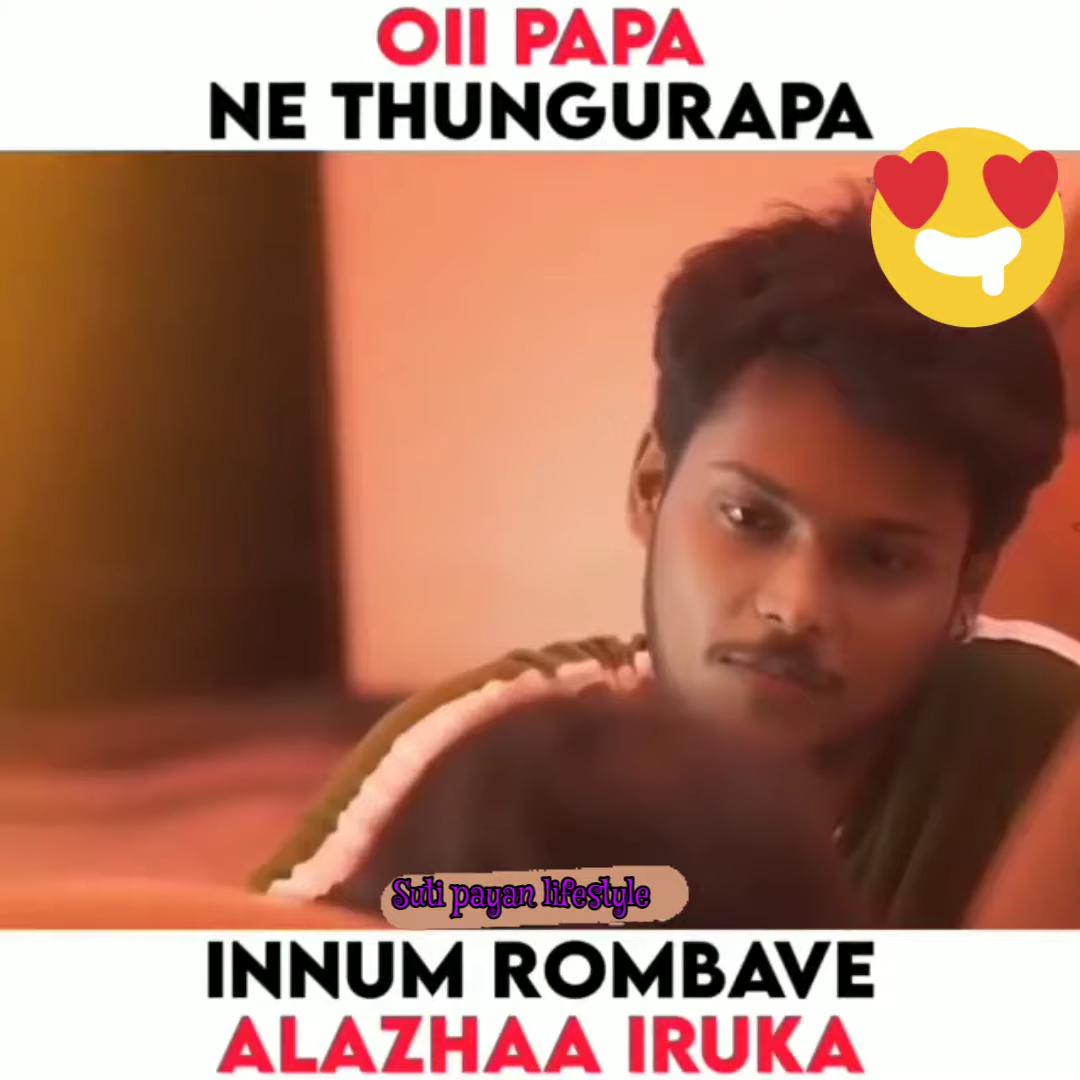 OII PAPA
NE THUNGURAPA
Suti payan lifestyle
INNUM ROMBAVE
ALAZHAA IRUKA